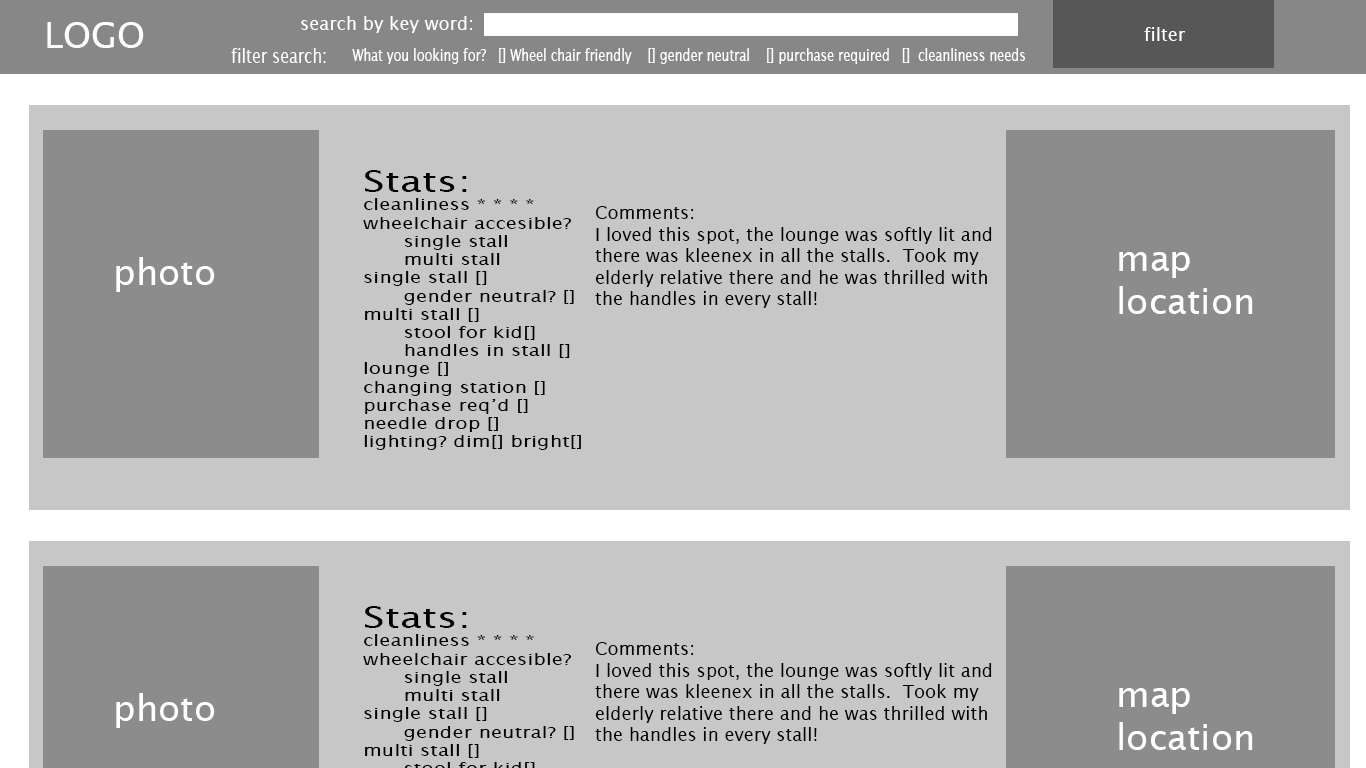 LOGO
search by key word:
filter
filter search: What you looking for? [] Wheel chair friendly [] gender neutral [] purchase required [] cleanliness needs
photo
Stats:
cleanliness * * * *
wheelchair accesible?
single stall
multi stall
single stall []
gender neutral? []
multi stall []
stool for kid[]
handles in stall []
lounge []
changing station []
purchase req’d []
needle drop []
lighting? dim[] bright[]
Comments:
I loved this spot, the lounge was softly lit and
there was kleenex in all the stalls.  Took my
elderly relative there and he was thrilled with
the handles in every stall!
map
location
photo
Stats:
cleanliness * * * *
wheelchair accesible?
single stall
multi stall
single stall []
gender neutral? []
multi stall []
stool for kid[]
Comments:
I loved this spot, the lounge was softly lit and
there was kleenex in all the stalls.  Took my
elderly relative there and he was thrilled with
the handles in every stall!
map
location